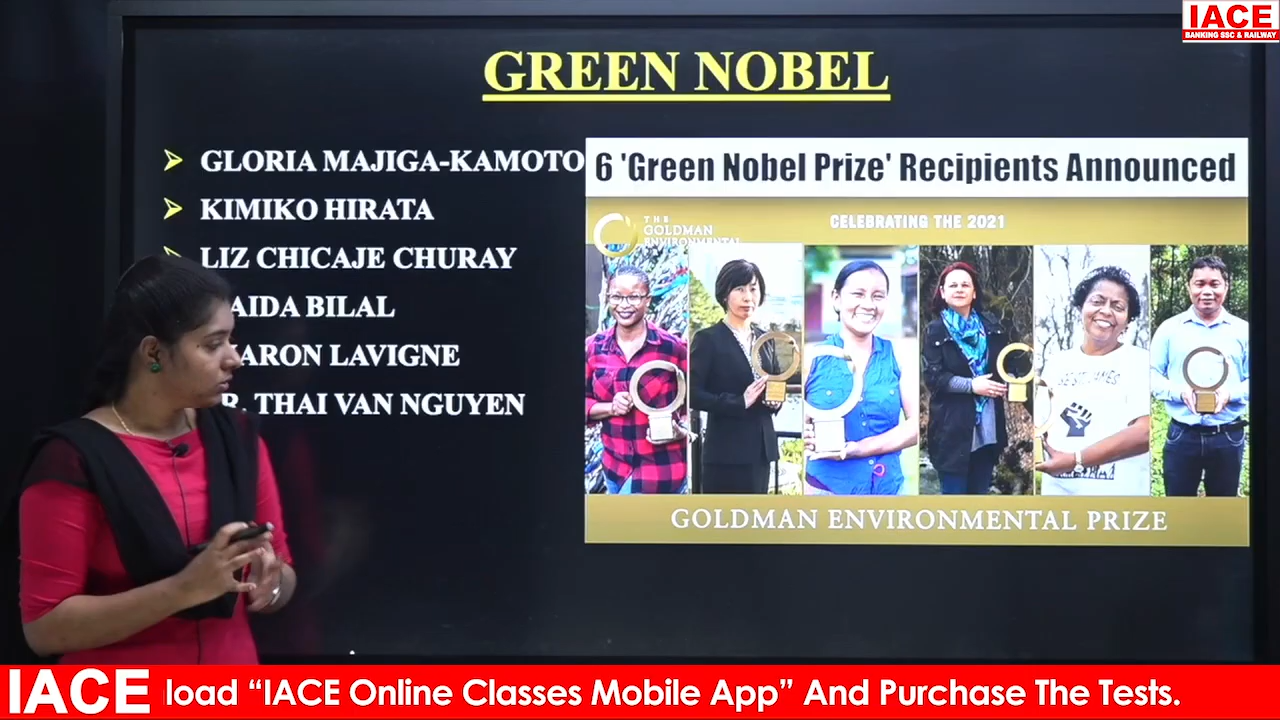 IACE
BANKING SSC & RAILWAY
GREEN NOBEL
GLORIA MAJIGA-KAMOTO
KIMIKO HIRATA
LIZ CHICAJE CHURAY
AIDA BILAL
ARON LAVIGNE
R. THAI VAN NGUYEN
6 'Green Nobel Prize' Recipients Announced
THE
GOLDMAN
ENVIRONMENTAL
CELEBRATING THE 2021
GOLDMAN ENVIRONMENTAL PRIZE
IACE load “IACE Online Classes Mobile App” And Purchase The Tests.